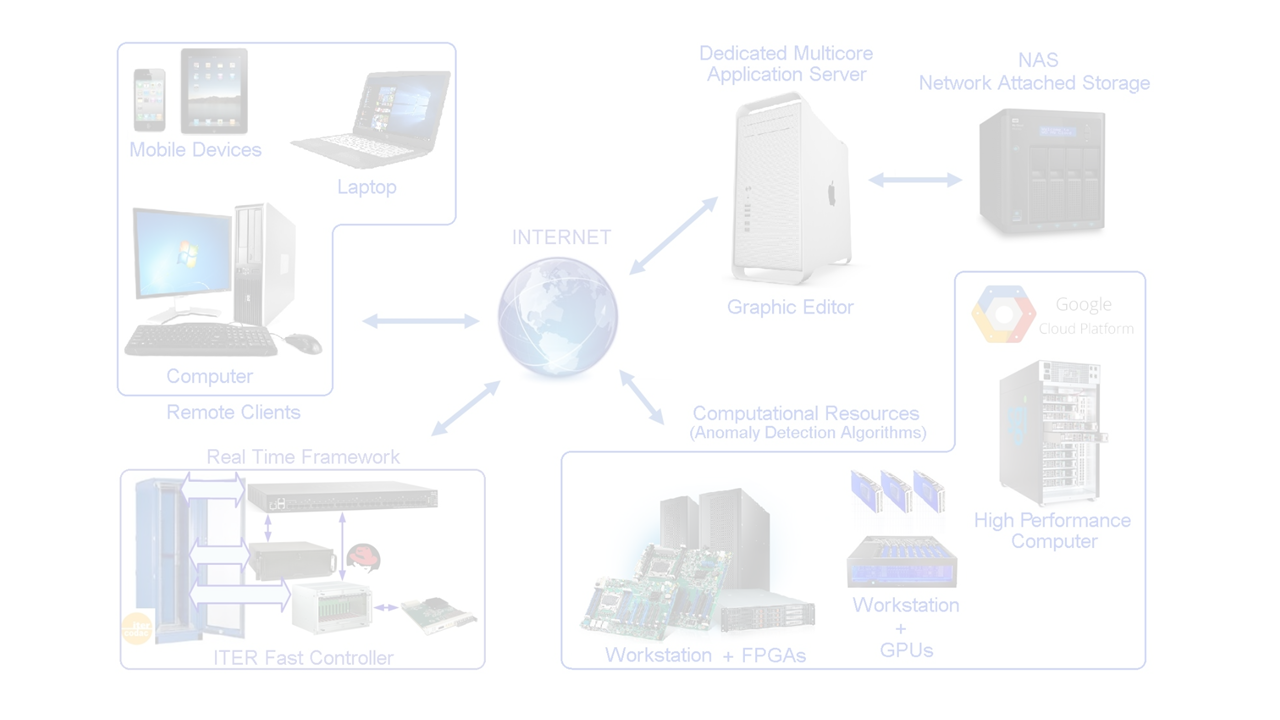 Dedicated Multicore
Application Server
NAS
Network Attached Storage
Mobile Devices
Laptop
INTERNET
Graphic Editor
Google
Cloud Platform
Computer
Remote Clients
Computational Resources
(Anomaly Detection Algorithms)
Real Time Framework
High Performance
Computer
Workstation
+
GPUs
ITER Fast Controller
Workstation + FPGAs